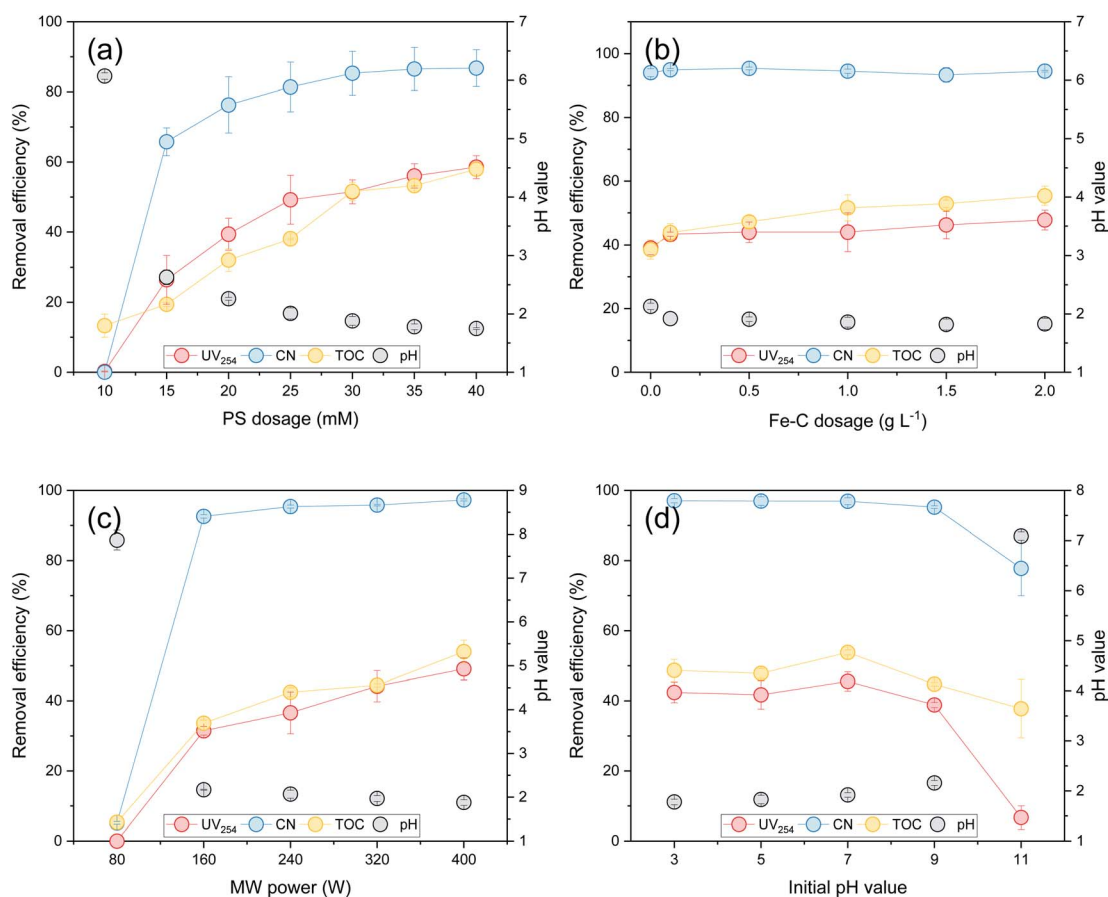 (a)
Removal efficiency (%)
100
80
60
40
20
0
7
6
5
4
3
2
1
pH value
UV254 CN TOC pH
10 15 20 25 30 35 40
PS dosage (mM)
(b)
Removal efficiency (%)
100
80
60
40
20
0
7
6
5
4
3
2
1
pH value
UV254 CN TOC pH
0.0 0.5 1.0 1.5 2.0
Fe-C dosage (g L-1)
(c)
Removal efficiency (%)
100
80
60
40
20
0
9
8
7
6
5
4
3
2
1
pH value
UV254 CN TOC pH
80 160 240 320 400
MW power (W)
(d)
Removal efficiency (%)
100
80
60
40
20
0
8
7
6
5
4
3
2
1
pH value
UV254 CN TOC pH
3 5 7 9 11
Initial pH value